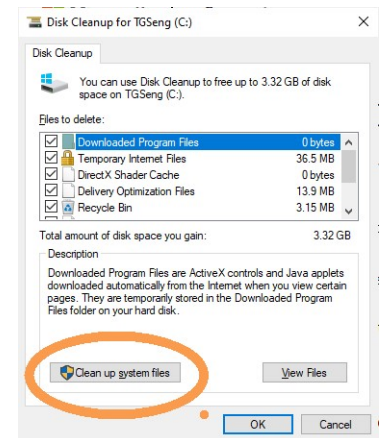 Disk Cleanup for TGSeng (C:)
Disk Cleanup
You can use Disk Cleanup to free up to 3.32 GB of disk
space on TGSeng (C:).
Files to delete:
Downloaded Program Files 0 bytes
Temporary Internet Files 36.5 MB
DirectX Shader Cache 0 bytes
Delivery Optimization Files 13.9 MB
Recycle Bin 3.15 MB
Total amount of disk space you gain: 3.32 GB
Description
Downloaded Program Files are ActiveX controls and Java applets
downloaded automatically from the Internet when you view certain
pages. They are temporarily stored in the Downloaded Program
Files folder on your hard disk.
Clean up system files View Files
OK Cancel